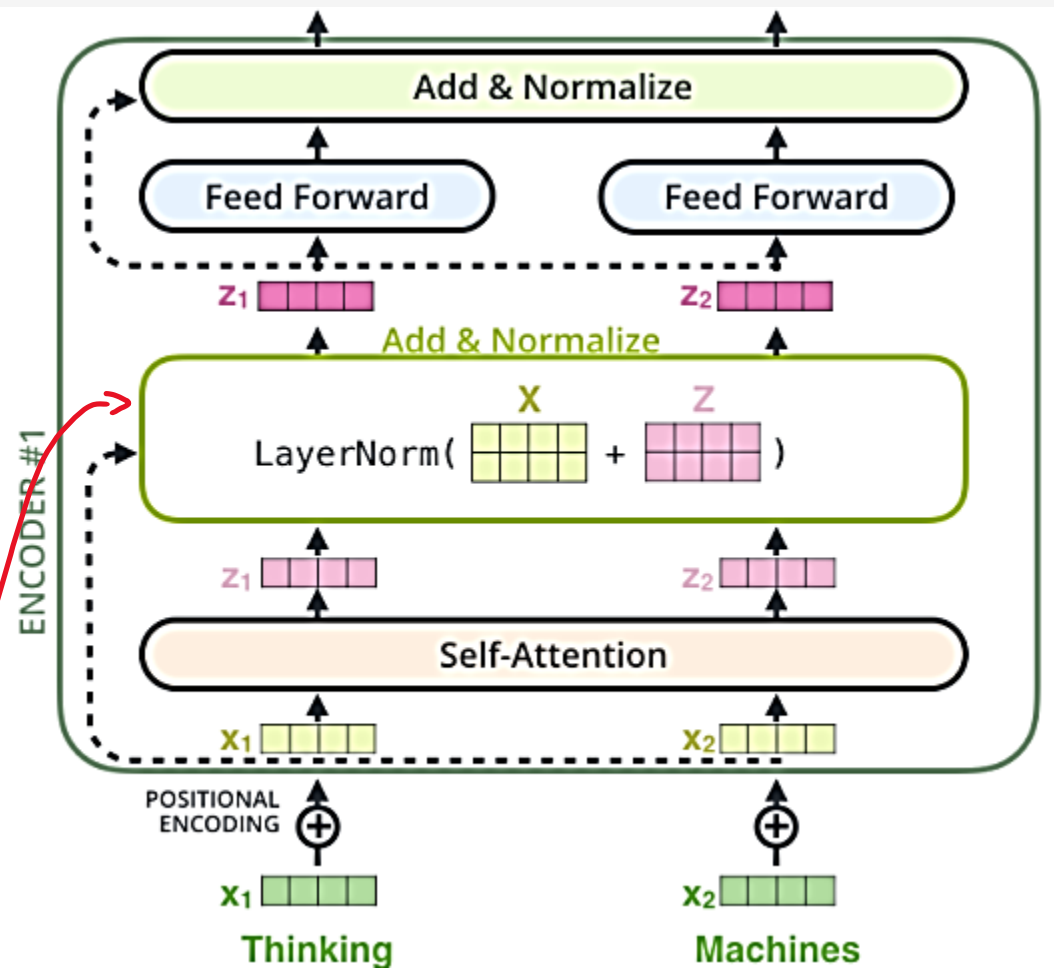 Add & Normalize
Feed Forward Feed Forward
z1 z2
Add & Normalize
X Z
LayerNorm( + )
ENCODER #1
z1 z2
Self-Attention
x1 x2
POSITIONAL
ENCODING
x1 x2
Thinking Machines